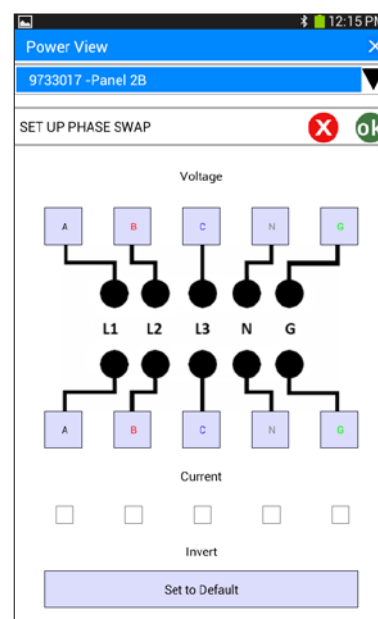 12:15 PM
Power View
9733017 -Panel 2B
SET UP PHASE SWAP
X ok
Voltage
A B C N G
L1 L2 L3 N G
A B C N G
Current
Invert
Set to Default